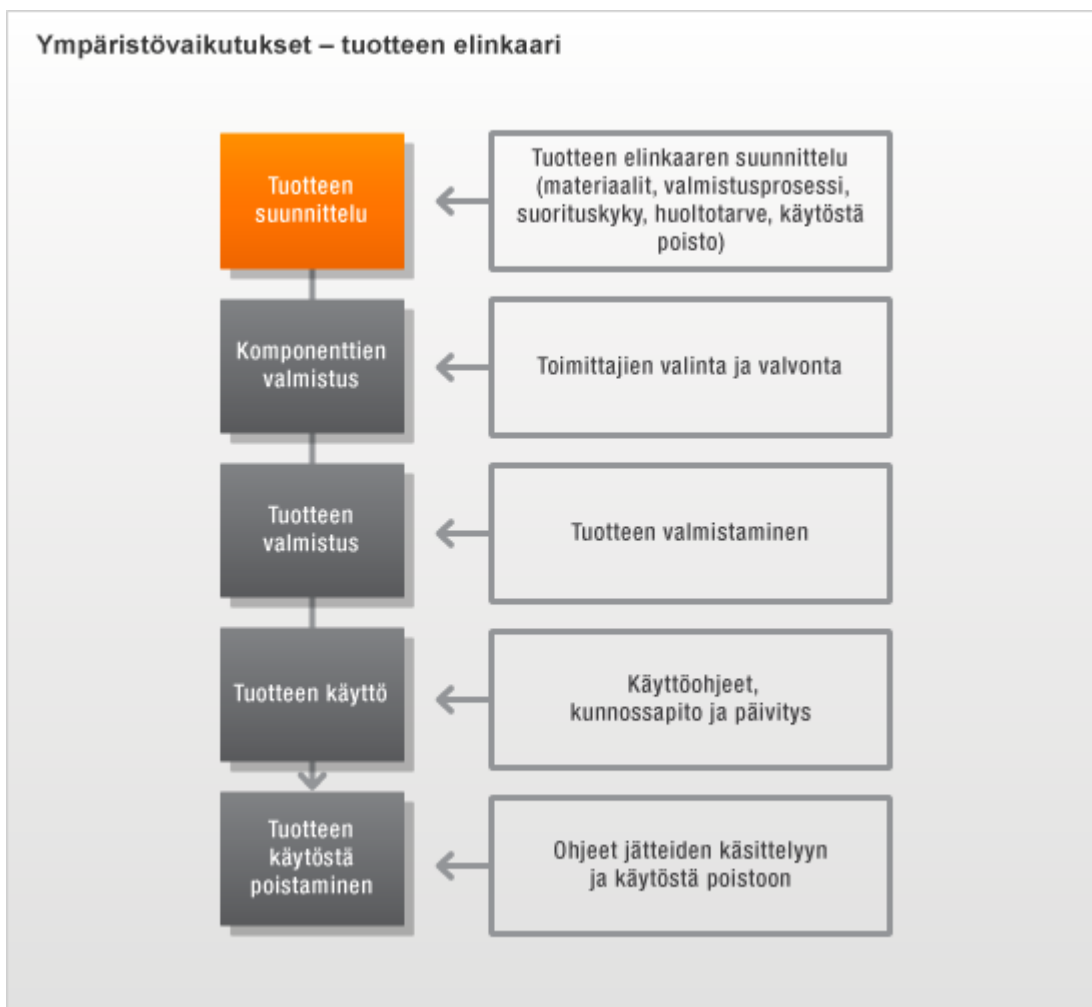 Ympäristövaikutukset – tuotteen elinkaari
Tuotteen
suunnittelu
Tuotteen elinkaaren suunnittelu
(materiaalit, valmistusprosessi,
suorituskyky, huoltotarve, käytöstä
poisto)
Komponenttien
valmistus
Toimittajien valinta ja valvonta
Tuotteen
valmistus
Tuotteen valmistaminen
Tuotteen käyttö
Käyttöohjeet,
kunnossapito ja päivitys
Tuotteen
käytöstä
poistaminen
Ohjeet jätteiden käsittelyyn
ja käytöstä poistoon